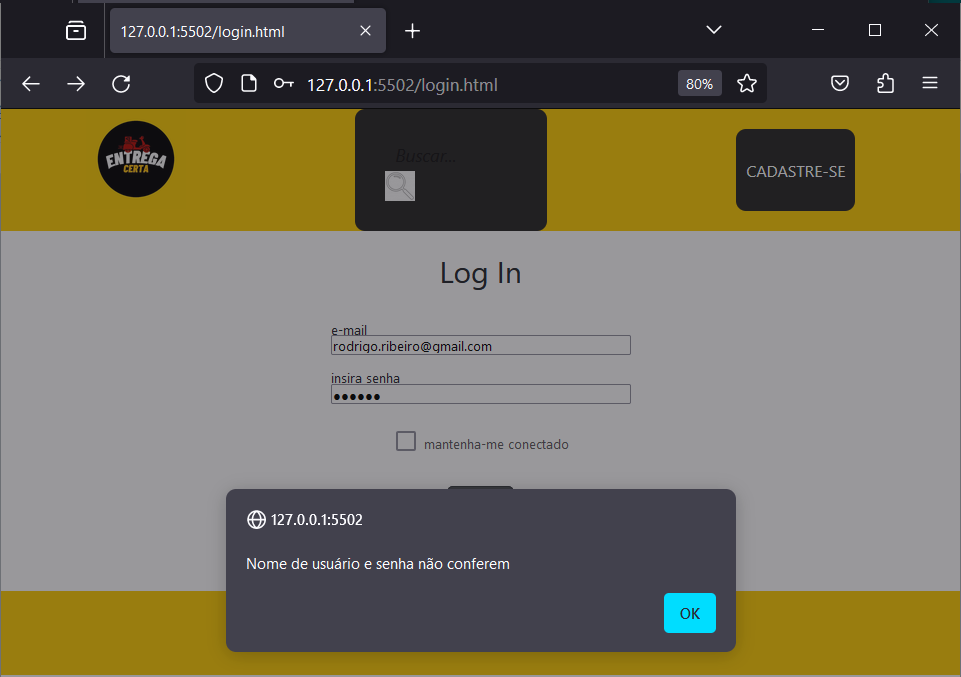 127.0.0.1:5502/login.html
127.0.0.1:5502/login.html
80%
ENTREGA
CERTA
Buscar...
CADASTRE-SE
Log In
e-mail
rodrigo.ribeiro@gmail.com
insira senha
••••••
mantenha-me conectado
127.0.0.1:5502
Nome de usuário e senha não conferem
OK